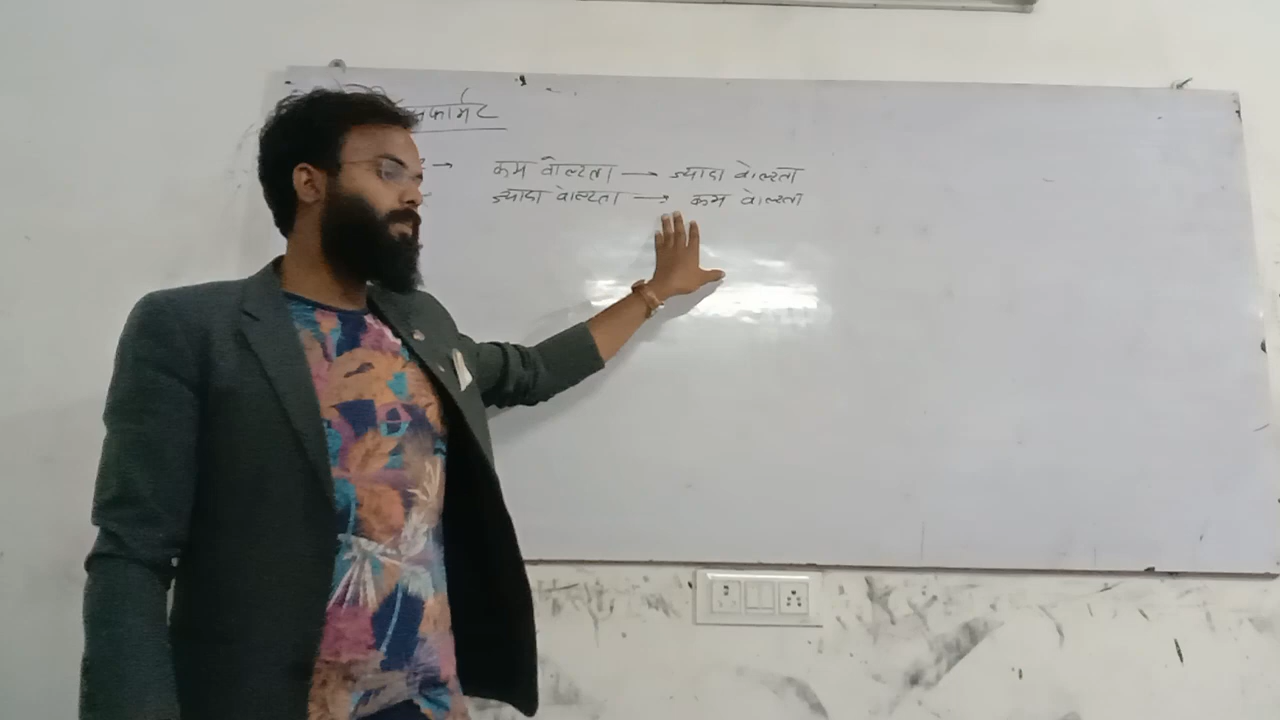 → कम वोल्टता → ज्यादा वोल्टता
ज्यादा वोल्टता → कम वोल्टता